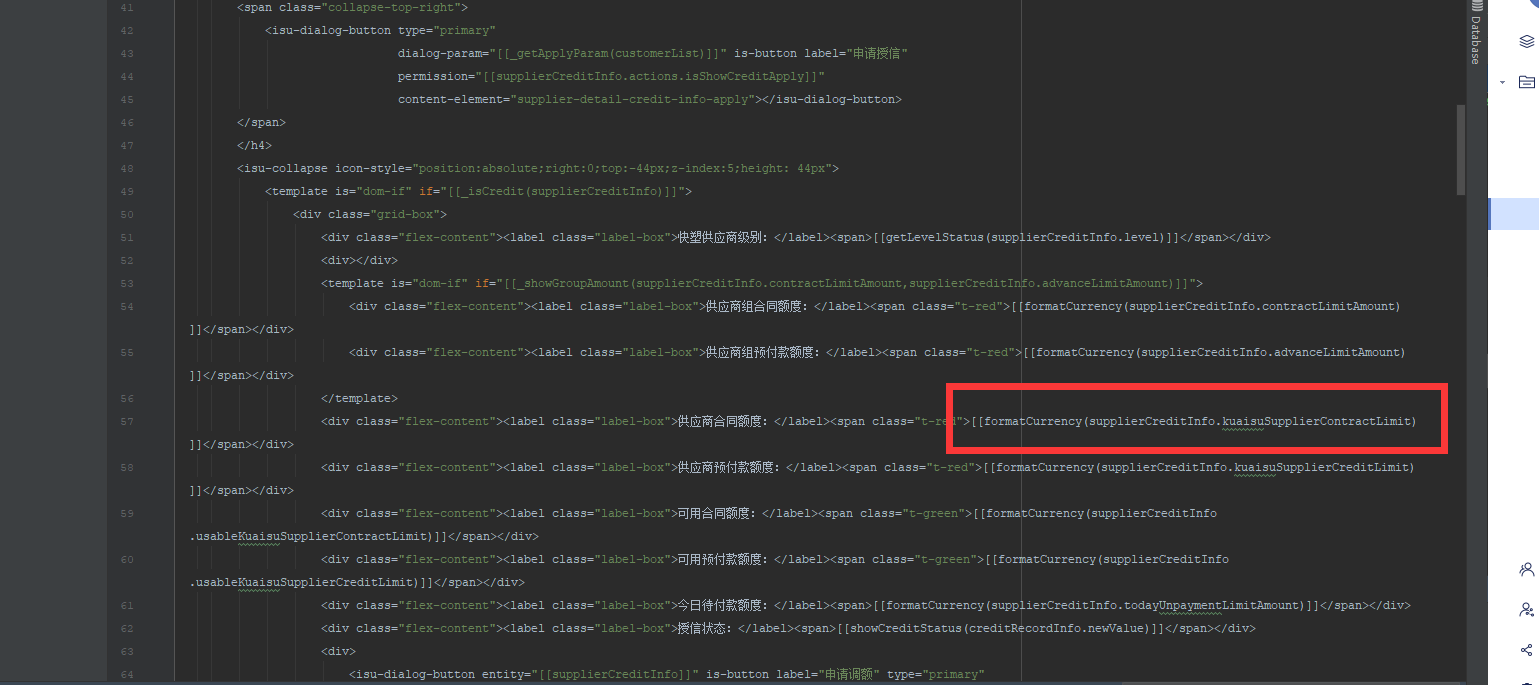 41 <span class="collapse-top-right">
Database
42 <isu-dialog-button type="primary"
43 dialog-param="[[_getApplyParam(customerList)]]" is-button label="申请授信"
44 permission="[[supplierCreditInfo.actions.isShowCreditApply]]"
45 content-element="supplier-detail-credit-info-apply"></isu-dialog-button>
46 </span>
47 </h4>
48 <isu-collapse icon-style="position:absolute;right:0;top:-44px;z-index:5;height: 44px">
49 <template is="dom-if" if="[[_isCredit(supplierCreditInfo)]]">
50 <div class="grid-box">
51 <div class="flex-content"><label class="label-box">快塑供应商级别：</label><span>[[getLevelStatus(supplierCreditInfo.level)]]</span></div>
52 <div></div>
53 <template is="dom-if" if="[[_showGroupAmount(supplierCreditInfo.contractLimitAmount,supplierCreditInfo.advanceLimitAmount)]]">
54 <div class="flex-content"><label class="label-box">供应商组合同额度：</label><span class="t-red">[[formatCurrency(supplierCreditInfo.contractLimitAmount)
]]</span></div>
55 <div class="flex-content"><label class="label-box">供应商组预付款额度：</label><span class="t-red">[[formatCurrency(supplierCreditInfo.advanceLimitAmount)
]]</span></div>
56 </template>
57 <div class="flex-content"><label class="label-box">供应商合同额度：</label><span class="t-red">[[formatCurrency(supplierCreditInfo.kuaisuSupplierContractLimit)
]]</span></div>
58 <div class="flex-content"><label class="label-box">供应商预付款额度：</label><span class="t-red">[[formatCurrency(supplierCreditInfo.kuaisuSupplierCreditLimit)
]]</span></div>
59 <div class="flex-content"><label class="label-box">可用合同额度：</label><span class="t-green">[[formatCurrency(supplierCreditInfo
.usableKuaisuSupplierContractLimit)]]</span></div>
60 <div class="flex-content"><label class="label-box">可用预付款额度：</label><span class="t-green">[[formatCurrency(supplierCreditInfo
.usableKuaisuSupplierCreditLimit)]]</span></div>
61 <div class="flex-content"><label class="label-box">今日待付款额度：</label><span>[[formatCurrency(supplierCreditInfo.todayUnpaymentLimitAmount)]]</span></div>
62 <div class="flex-content"><label class="label-box">授信状态：</label><span>[[showCreditStatus(creditRecordInfo.newValue)]]</span></div>
63 <div>
64 <isu-dialog-button entity="[[supplierCreditInfo]]" is-button label="申请调额" type="primary"